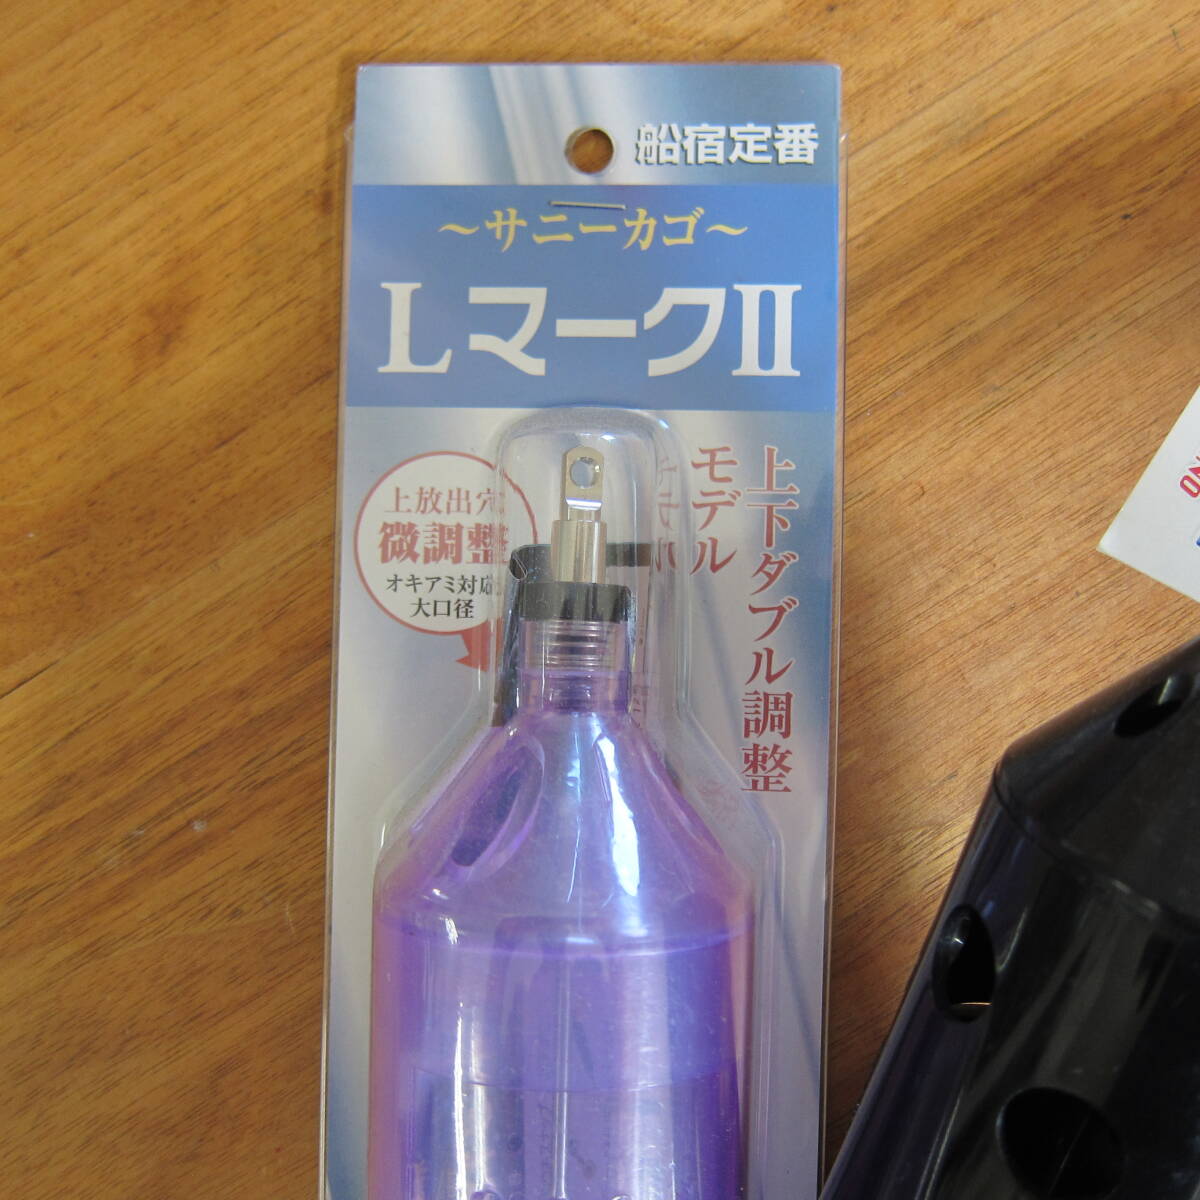 船宿定番
～サニーカゴ～
LマークII
上下ダブル調整
モデル
上放出穴
微調整
オキアミ対応
大口径